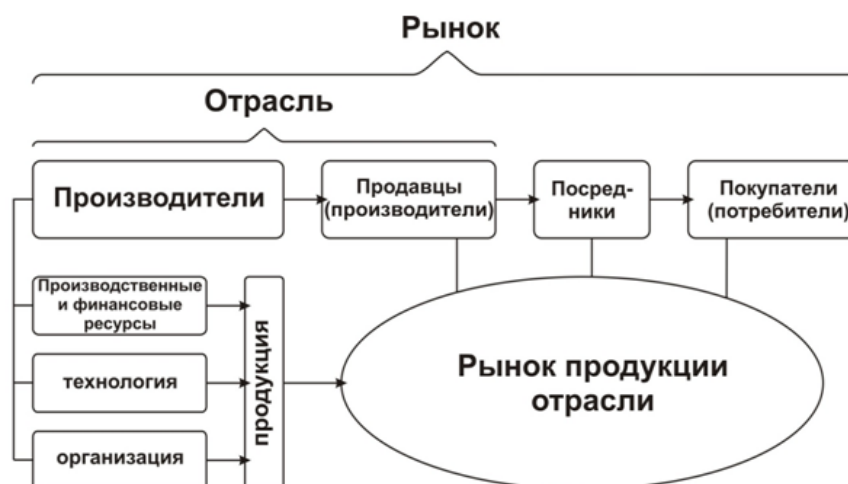 Рынок
Отрасль
Производители
Продавцы
(производители)
Посред-
ники
Покупатели
(потребители)
Производственные
и финансовые
ресурсы
технология
организация
продукция
Рынок продукции
отрасли